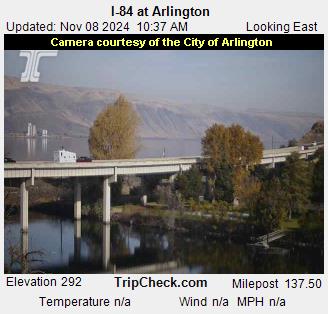 I-84 at Arlington
Updated: Nov 08 2024 10:37 AM Looking East
Camera courtesy of the City of Arlington
Elevation 292 TripCheck.com Milepost 137.50
Temperature n/a Wind n/a MPH n/a